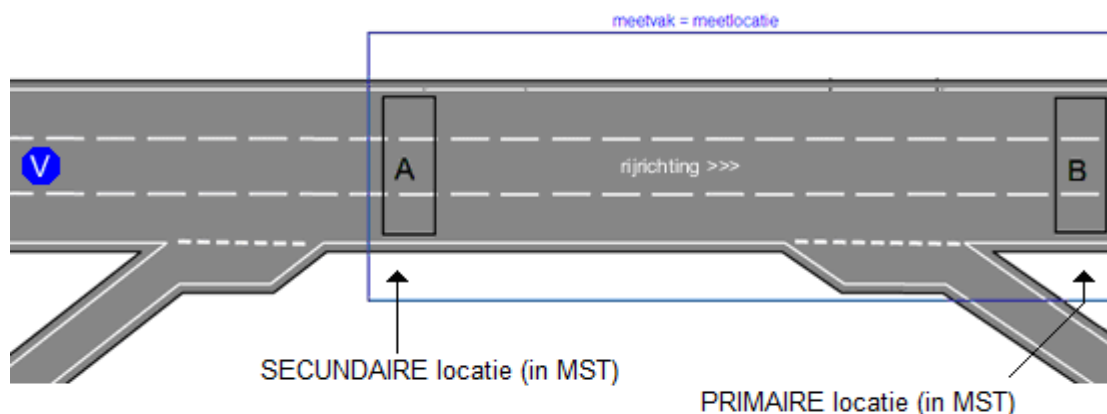 meetvak = meetlocatie
V
A
rijrichting >>>
B
SECUNDAIRE locatie (in MST)
PRIMAIRE locatie (in MST)